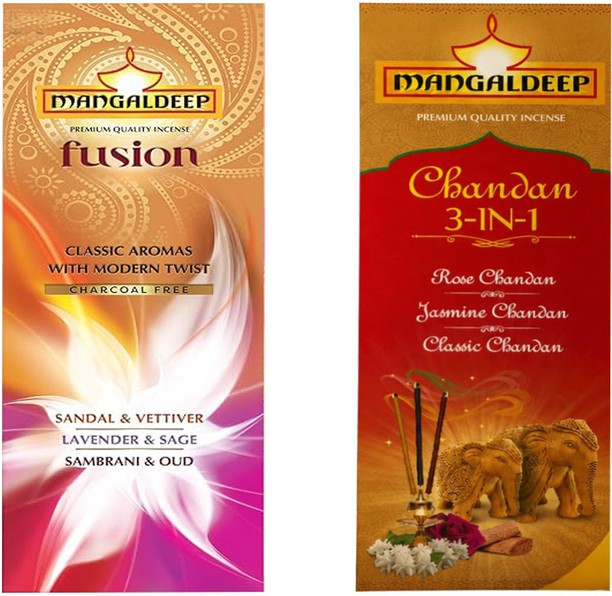 MANGALDEEP
PREMIUM QUALITY INCENSE
fusion
CLASSIC AROMAS
WITH MODERN TWIST
CHARCOAL FREE
SANDAL & VETTIVER
LAVENDER & SAGE
SAMBRANI & OUD
MANGALDEEP
PREMIUM QUALITY INCENSE
Chandan
3-IN-1
Rose Chandan
Jasmine Chandan
Classic Chandan